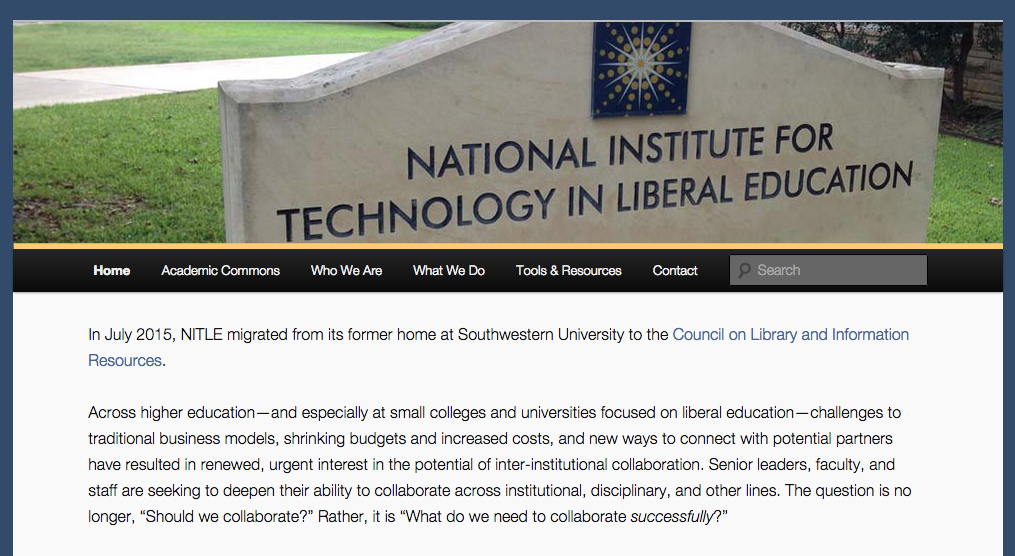 NATIONAL INSTITUTE FOR
TECHNOLOGY IN LIBERAL EDUCATION
Home Academic Commons Who We Are What We Do Tools & Resources Contact Search
In July 2015, NITLE migrated from its former home at Southwestern University to the Council on Library and Information
Resources.
Across higher education—and especially at small colleges and universities focused on liberal education—challenges to
traditional business models, shrinking budgets and increased costs, and new ways to connect with potential partners
have resulted in renewed, urgent interest in the potential of inter-institutional collaboration. Senior leaders, faculty, and
staff are seeking to deepen their ability to collaborate across institutional, disciplinary, and other lines. The question is no
longer, “Should we collaborate?” Rather, it is “What do we need to collaborate successfully?”